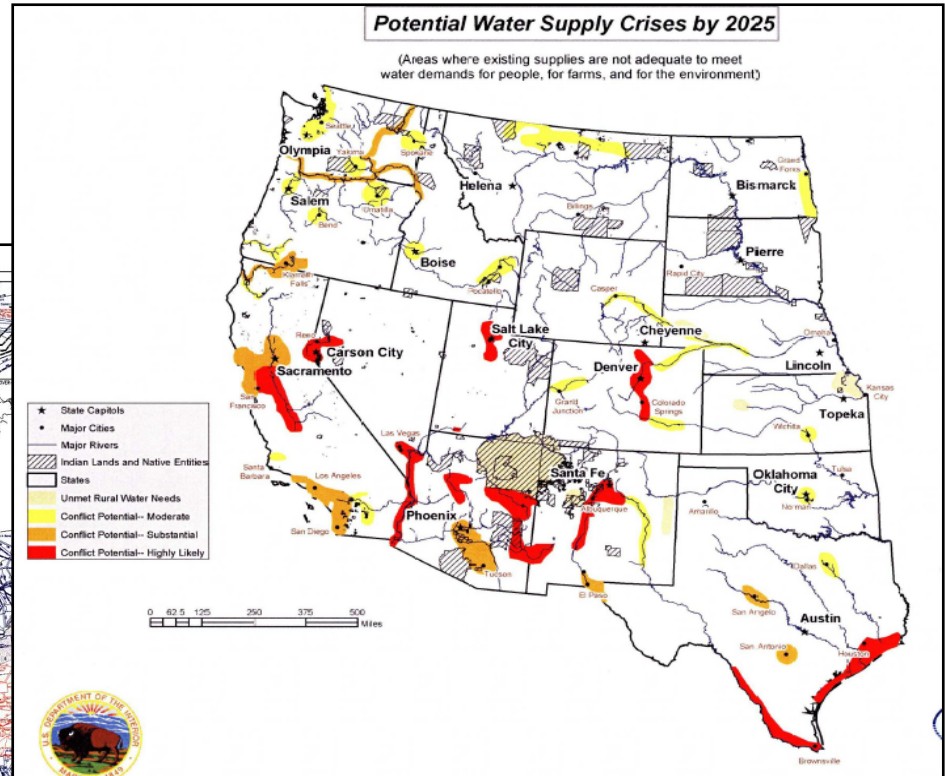 Potential Water Supply Crises by 2025
(Areas where existing supplies are not adequate to meet
water demands for people, for farms, and for the environment)
Seattle
Olympia
Yakima
Spokane
Helena
Grand
Forks
Bismarck
Salem
Umatilla
Bend
Billings
Pierre
Boise
Klamath
Falls
Pocatello
Rapid City
Casper
Salt Lake
City
Cheyenne
Omaha
Reno
Carson City
Lincoln
Sacramento
Denver
San
Francisco
Grand
Junction
Colorado
Springs
Kansas
City
Topeka
Wichita
★ State Capitols
• Major Cities
Major Rivers
Indian Lands and Native Entities
States
Unmet Rural Water Needs
Conflict Potential-- Moderate
Conflict Potential-- Substantial
Conflict Potential-- Highly Likely
Las Vegas
Santa
Barbara
Los Angeles
Santa Fe
Oklahoma
City
Tulsa
Norman
Albuquerque
Amarillo
Phoenix
San Diego
Tucson
El Paso
Dallas
San Angelo
Austin
San Antonio
Houston
Brownsville
0 62.5 125 250 375 500
Miles
U.S. DEPARTMENT OF THE INTERIOR